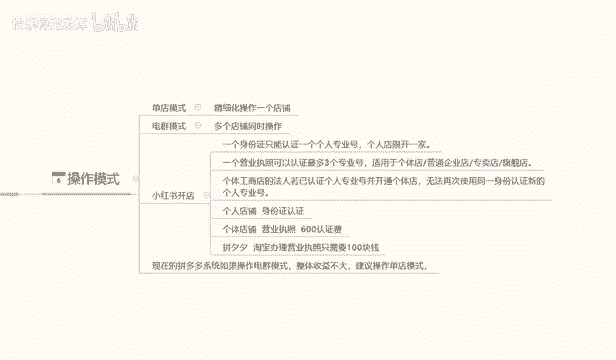 6 操作模式
单店模式 精细化操作一个店铺
电群模式 多个店铺同时操作
小红书开店
一个身份证只能认证一个个人专业号，个人店限开一家。
一个营业执照可以认证最多3个专业号，适用于个体店/普通企业店/专卖店/旗舰店。
个体工商店的法人若已认证个人专业号并开通个体店，无法再次使用同一身份认证新的
个人专业号。
个人店铺 身份证认证
个体店铺 营业执照 600认证费
拼夕夕 淘宝办理营业执照只需要100块钱
现在的拼多多系统如果操作电群模式，整体收益不大，建议操作单店模式，